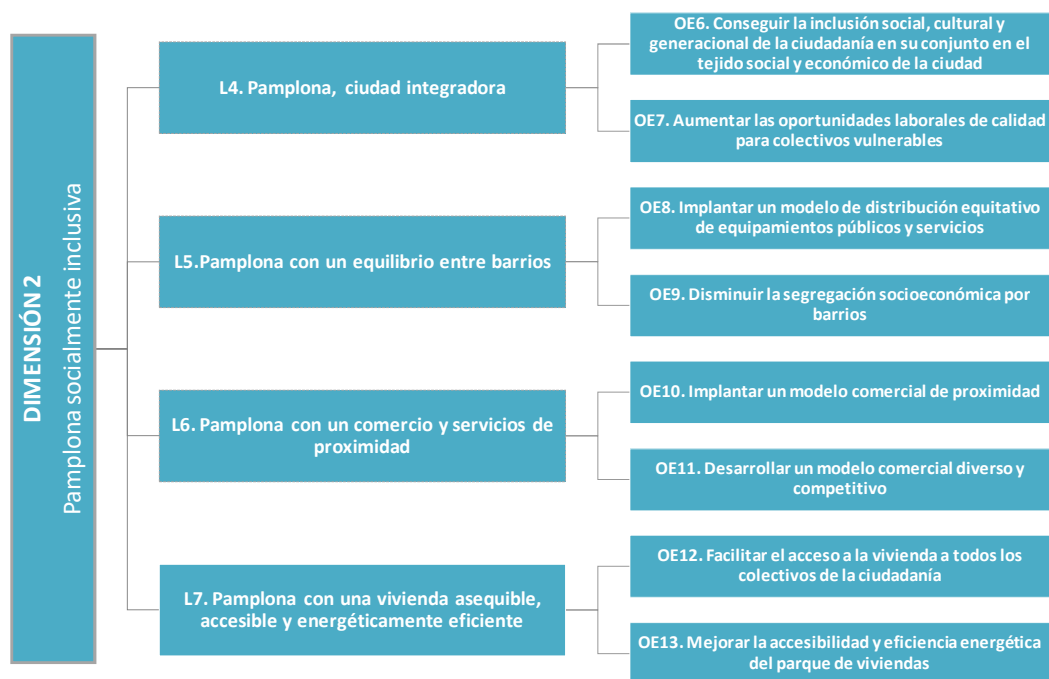 DIMENSIÓN 2
Pamplona socialmente inclusiva
L4. Pamplona, ciudad integradora
OE6. Conseguir la inclusión social, cultural y
generacional de la ciudadanía en su conjunto en el
tejido social y económico de la ciudad
OE7. Aumentar las oportunidades laborales de calidad
para colectivos vulnerables
L5.Pamplona con un equilibrio entre barrios
OE8. Implantar un modelo de distribución equitativo
de equipamientos públicos y servicios
OE9. Disminuir la segregación socioeconómica por
barrios
L6. Pamplona con un comercio y servicios de
proximidad
OE10. Implantar un modelo comercial de proximidad
OE11. Desarrollar un modelo comercial diverso y
competitivo
L7. Pamplona con una vivienda asequible,
accesible y energéticamente eficiente
OE12. Facilitar el acceso a la vivienda a todos los
colectivos de la ciudadanía
OE13. Mejorar la accesibilidad y eficiencia energética
del parque de viviendas